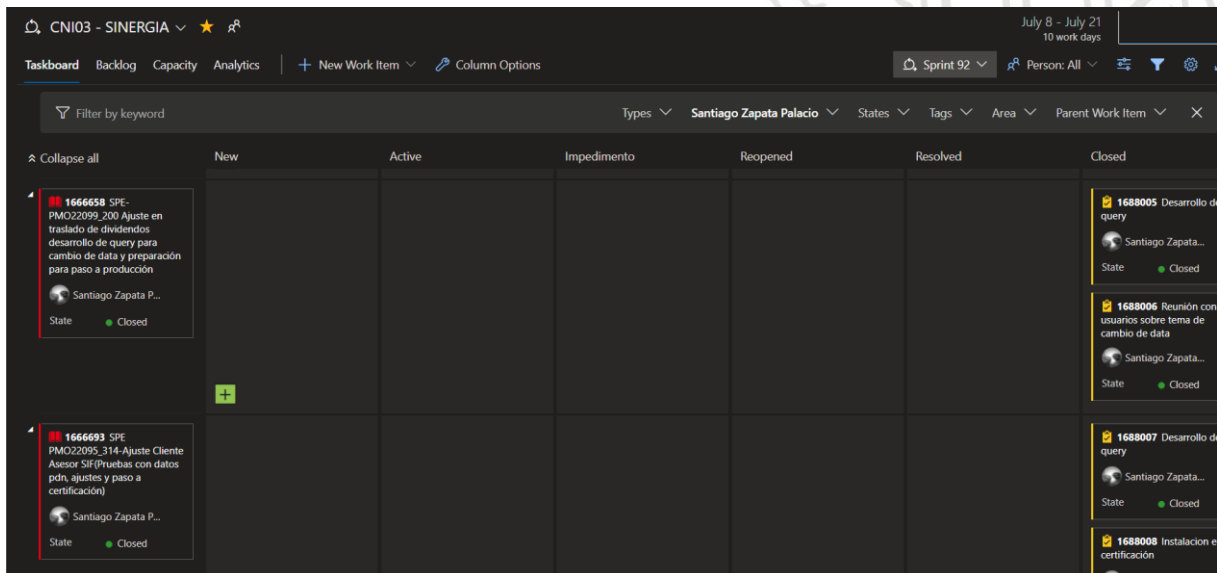 CNI03 - SINERGIA
July 8 - July 21
10 work days
Taskboard Backlog Capacity Analytics New Work Item Column Options Sprint 92 Person: All
Filter by keyword Types Santiago Zapata Palacio States Tags Area Parent Work Item
Collapse all New Active Impedimento Reopened Resolved Closed
1666658 SPE-
PMO22099_200 Ajuste en
traslado de dividendos
desarrollo de query para
cambio de data y preparación
para paso a producción
Santiago Zapata P...
State Closed
1688005 Desarrollo de
query
Santiago Zapata...
State Closed
1688006 Reunión con
usuarios sobre tema de
cambio de data
Santiago Zapata...
State Closed
1666693 SPE
PMO22095_314-Ajuste Cliente
Asesor SIF(Pruebas con datos
pdn, ajustes y paso a
certificación)
Santiago Zapata P...
State Closed
1688007 Desarrollo de
query
Santiago Zapata...
State Closed
1688008 Instalacion e
certificación